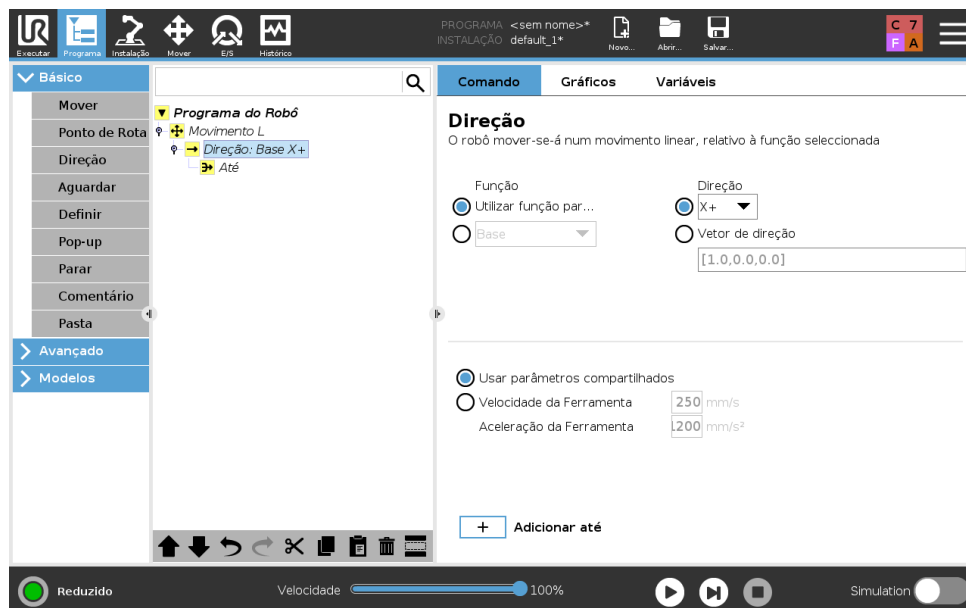 PROGRAMA <sem nome>*
INSTALAÇÃO default_1*
UR
Executar Programa Instalação Mover E/S Histórico Novo... Abrir... Salvar...
C 7
F A
Básico
Mover
Ponto de Rota
Direção
Aguardar
Definir
Pop-up
Parar
Comentário
Pasta
Avançado
Modelos
Programa do Robô
Movimento L
Direção: Base X+
Até
Comando Gráficos Variáveis
Direção
O robô mover-se-á num movimento linear, relativo à função seleccionada
Função
Utilizar função par...
Base
Direção
X+
Vetor de direção
[1.0,0.0,0.0]
Usar parâmetros compartilhados
Velocidade da Ferramenta 250 mm/s
Aceleração da Ferramenta 1200 mm/s²
+ Adicionar até
Reduzido
Velocidade 100%
Simulation